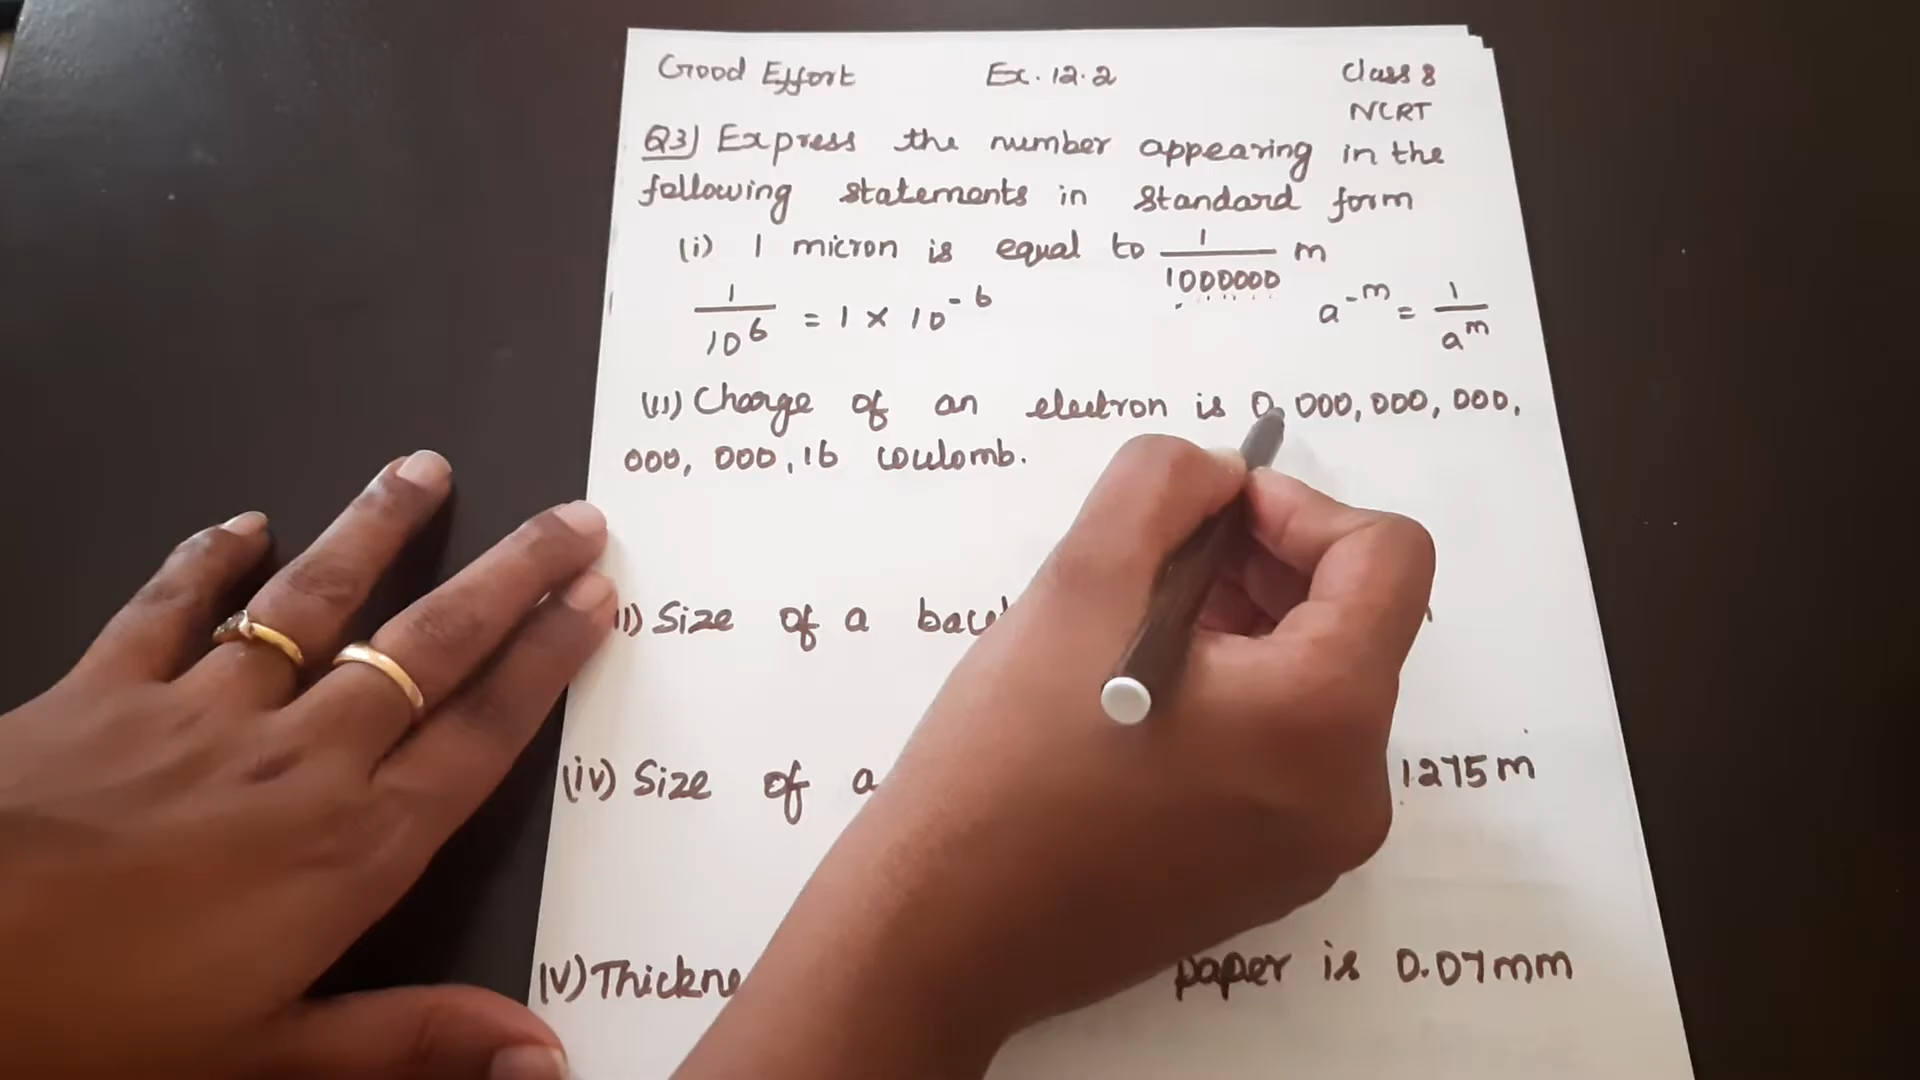 Good Effort Ex. 12.2 Class 8
NCRT
Q3) Express the number appearing in the
following statements in standard form
(i) 1 micron is equal to 1/1000000 m
1/10^6 = 1 × 10^-6 a^-m = 1/a^m
(ii) Charge of an electron is 0.000,000,000,
000,000,16 coulomb.
Size of a
(iv) Size of a 1275m
(V) paper is 0.07mm